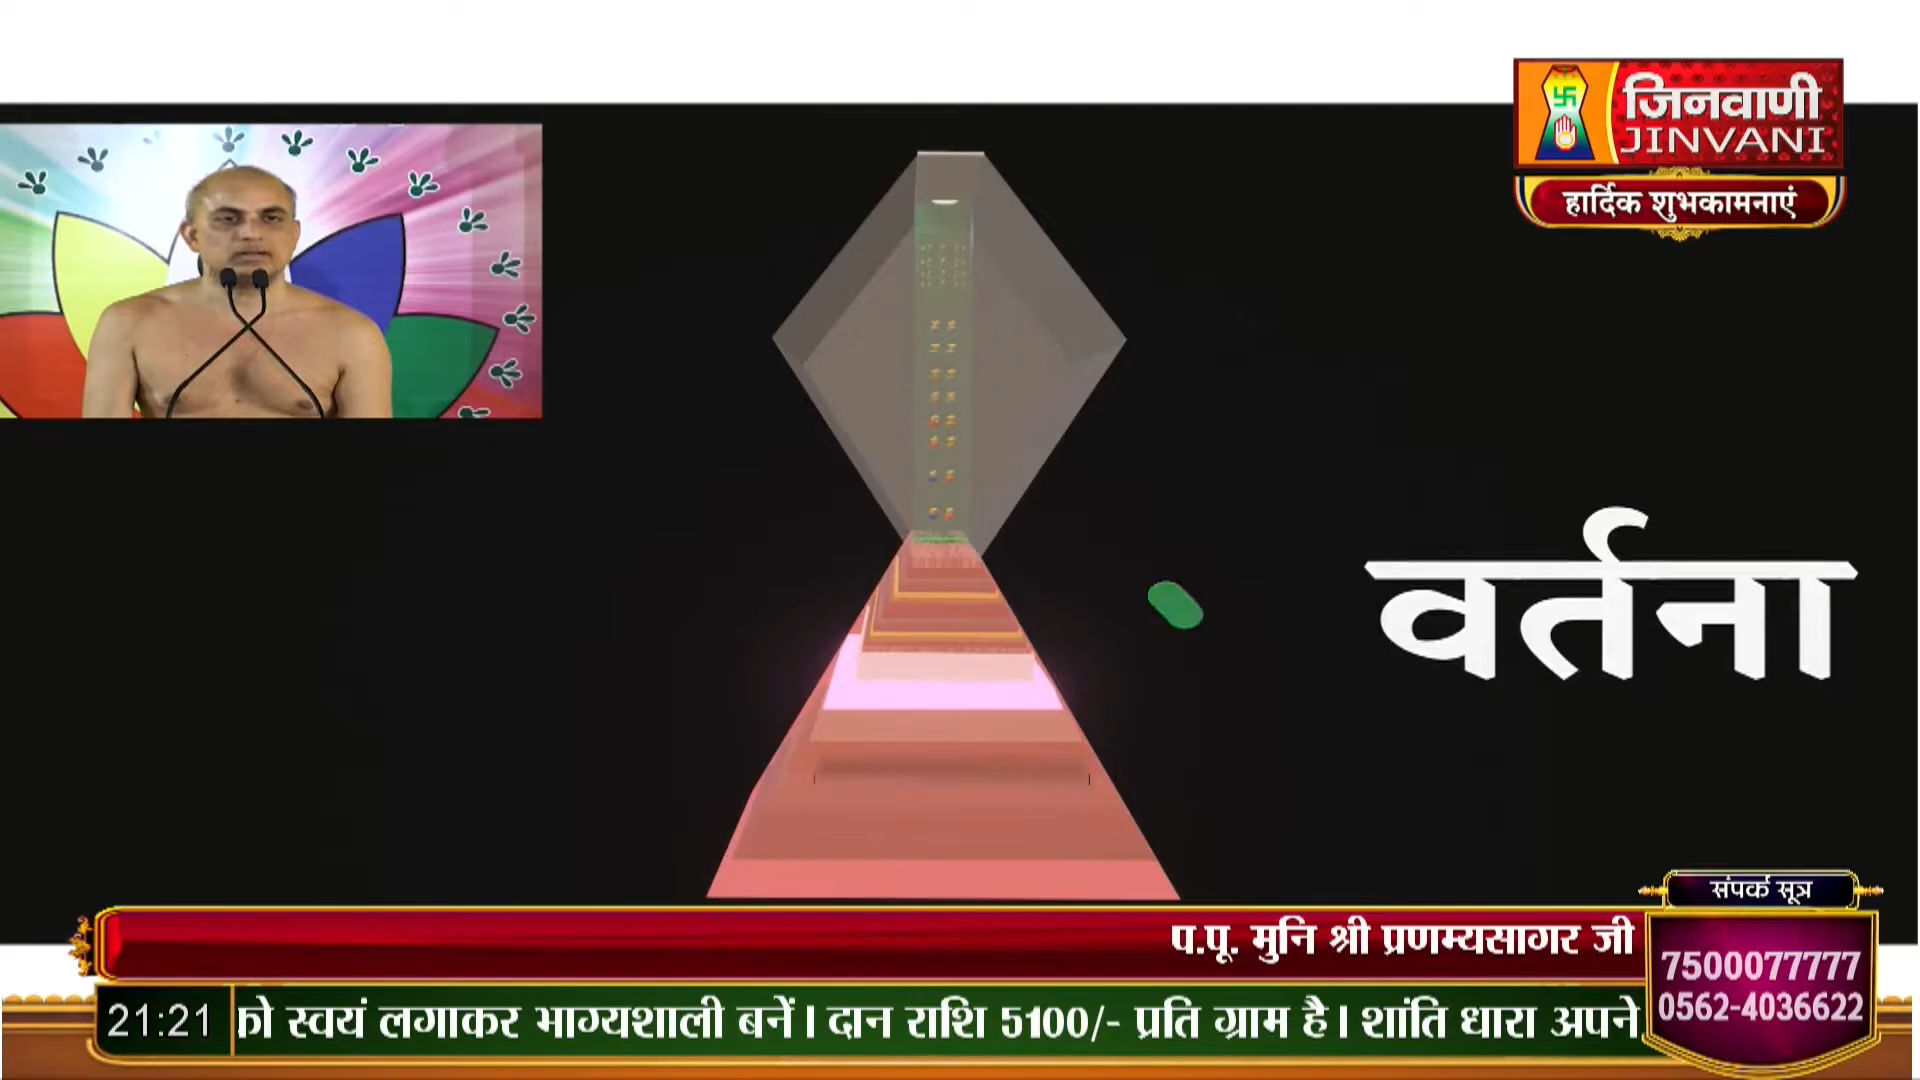 जिनवाणी
JINVANI
हार्दिक शुभकामनाएं
वर्तना
संपर्क सूत्र
प.पू. मुनि श्री प्रणम्यसागर जी
7500077777
0562-4036622
21:21
को स्वयं लगाकर भाग्यशाली बनें। दान राशि 5100/- प्रति ग्राम है। शांति धारा अपने